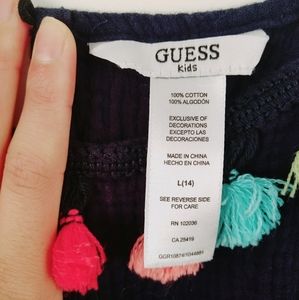 GUESS
kids
100% COTTON
100% ALGODÓN
EXCLUSIVE OF
DECORATIONS
EXCEPTO LAS
DECORACIONES
MADE IN CHINA
HECHO EN CHINA
L(14)
SEE REVERSE SIDE
FOR CARE
RN 102036
CA 28419